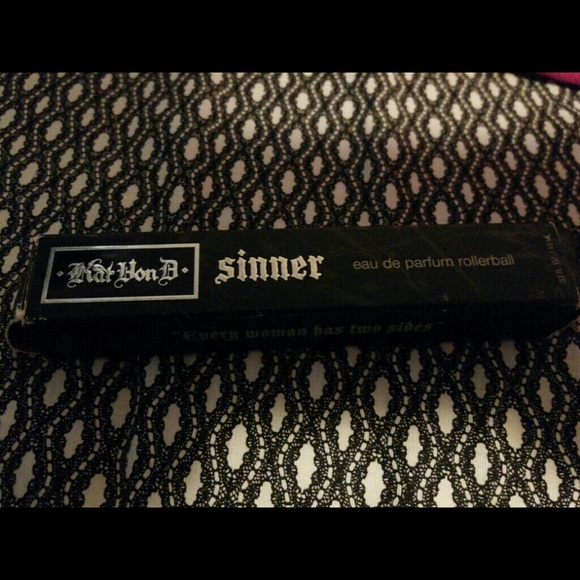 Kat Von D
sinner
eau de parfum rollerball
"Every woman has two sides"